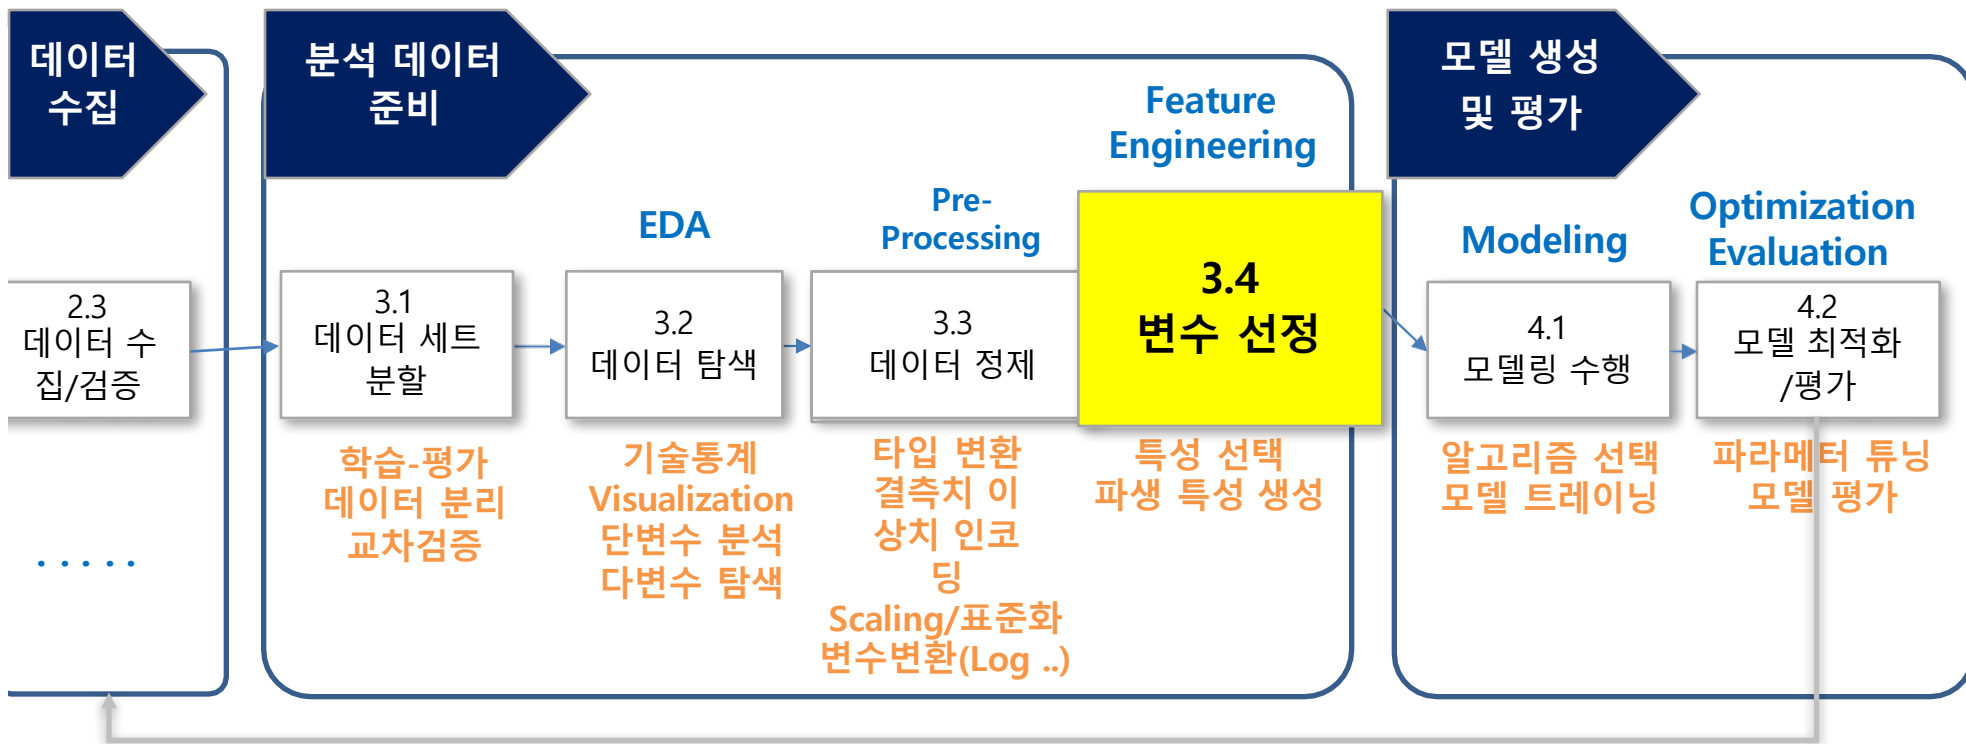 데이터
수집
분석 데이터
준비
모델 생성
및 평가
Feature
Engineering
EDA
Pre-
Processing
Modeling
Optimization
Evaluation
2.3
데이터 수
집/검증
3.1
데이터 세트
분할
3.2
데이터 탐색
3.3
데이터 정제
3.4
변수 선정
4.1
모델링 수행
4.2
모델 최적화
/평가
.....
학습-평가
데이터 분리
교차검증
기술통계
Visualization
단변수 분석
다변수 탐색
타입 변환
결측치 이
상치 인코
딩
Scaling/표준화
변수변환(Log ..)
특성 선택
파생 특성 생성
알고리즘 선택
모델 트레이닝
파라메터 튜닝
모델 평가